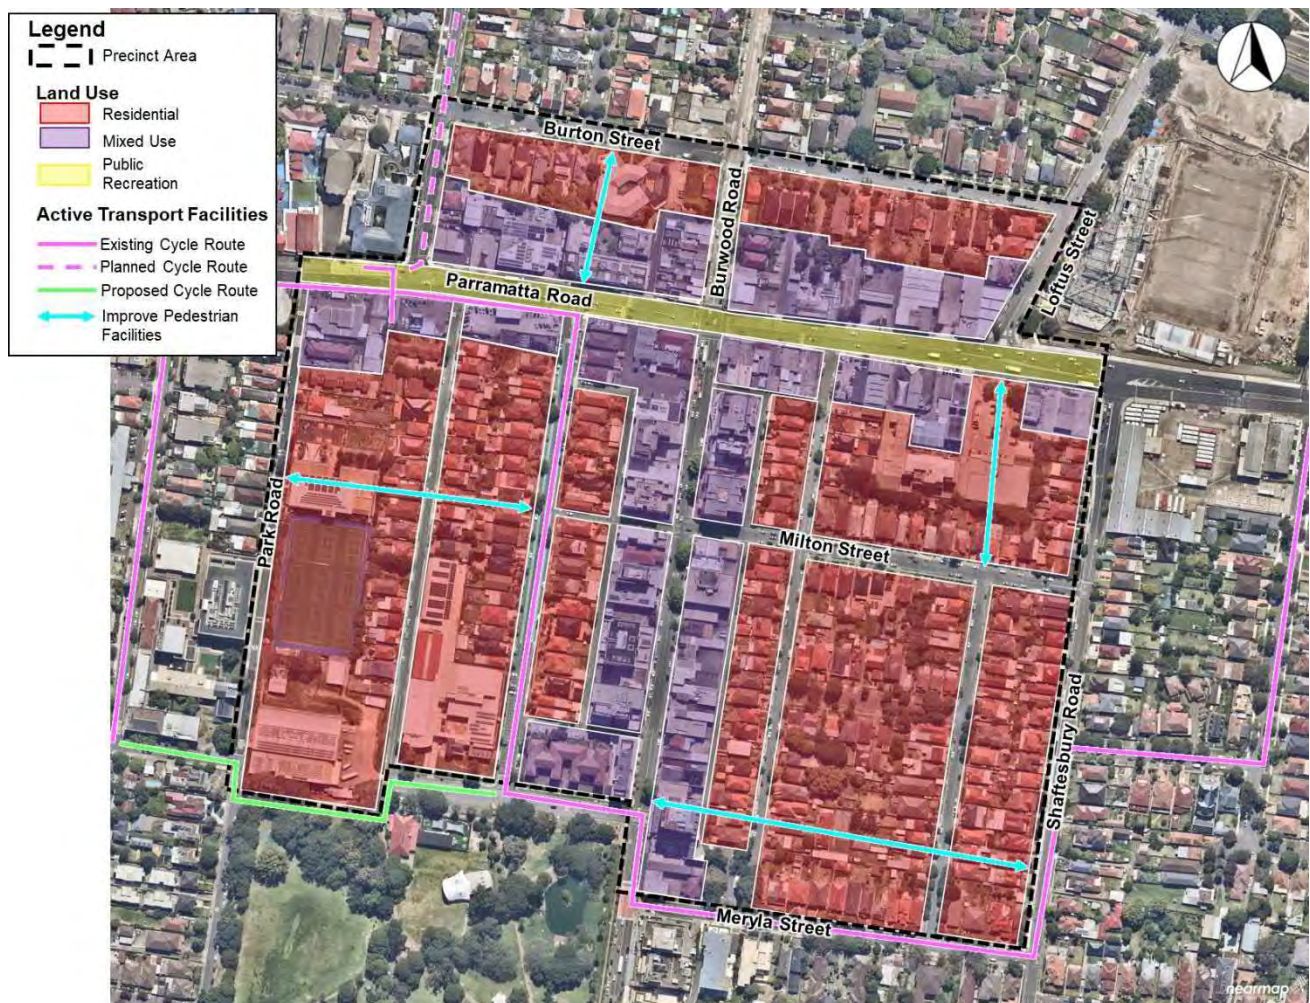 Legend
Precinct Area
Land Use
Residential
Mixed Use
Public
Recreation
Active Transport Facilities
Existing Cycle Route
Planned Cycle Route
Proposed Cycle Route
Improve Pedestrian
Facilities
Burton Street
Burwood Road
Loftus Street
Parramatta Road
Park Road
Milton Street
Shaftesbury Road
Meryla Street
nearmap